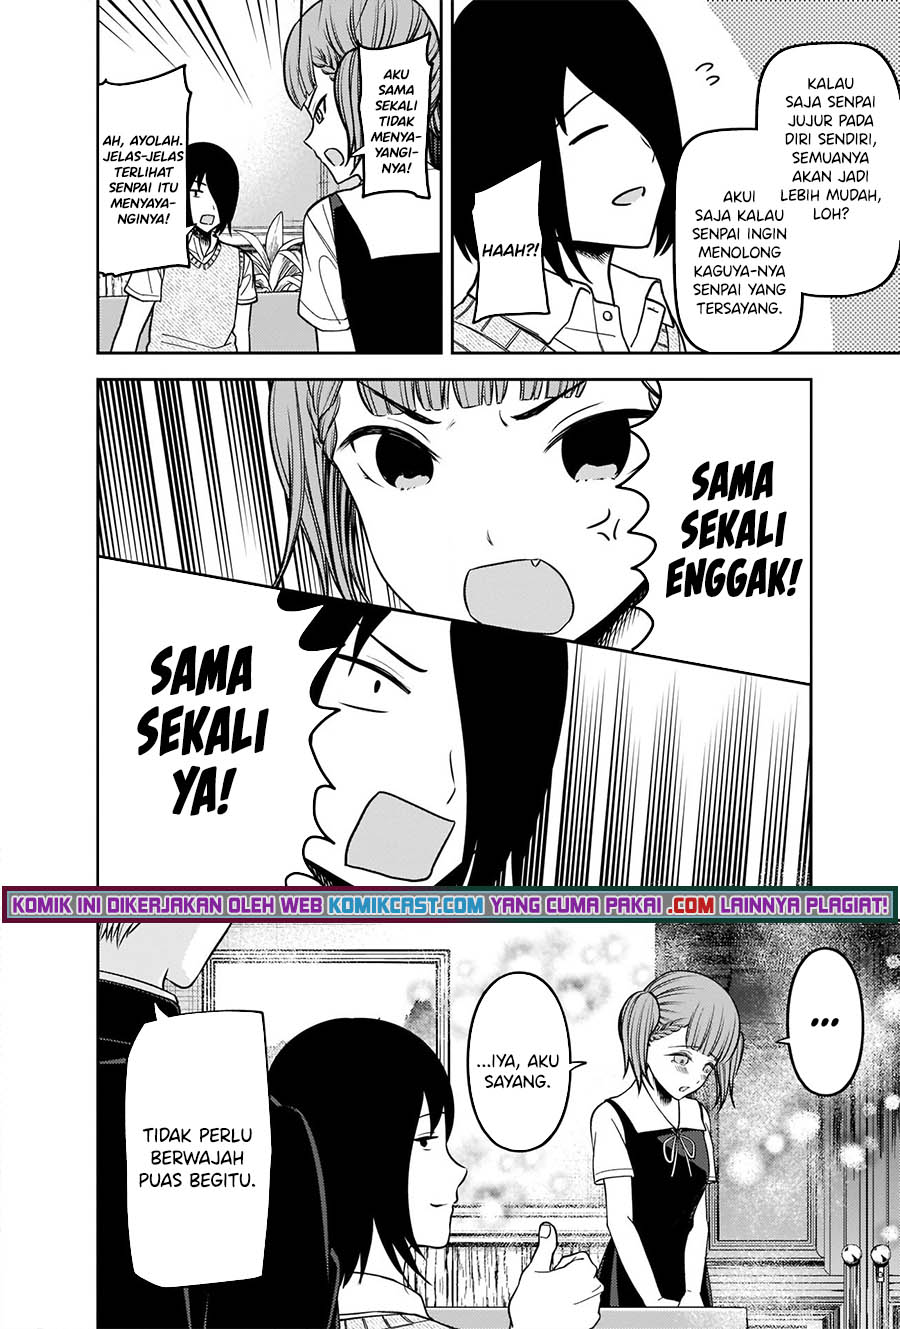 KALAU
SAJA SENPAI
JUJUR PADA
DIRI SENDIRI,
SEMUANYA
AKAN JADI
LEBIH MUDAH,
LOH?
AKUI
SAJA KALAU
SENPAI INGIN
MENOLONG
KAGUYA-NYA
SENPAI YANG
TERSAYANG.
HAAH?!
AKU
SAMA
SEKALI
TIDAK
MENYA-
YANGI-
NYA!
AH, AYOLAH.
JELAS-JELAS
TERLIHAT
SENPAI ITU
MENYAYA-
NGINYA!
SAMA
SEKALI
ENGGAK!
SAMA
SEKALI
YA!
KOMIK INI DIKERJAKAN OLEH WEB KOMIKCAST.COM YANG CUMA PAKAI .COM LAINNYA PLAGIAT!
...
...IYA, AKU
SAYANG.
TIDAK PERLU
BERWAJAH
PUAS BEGITU.